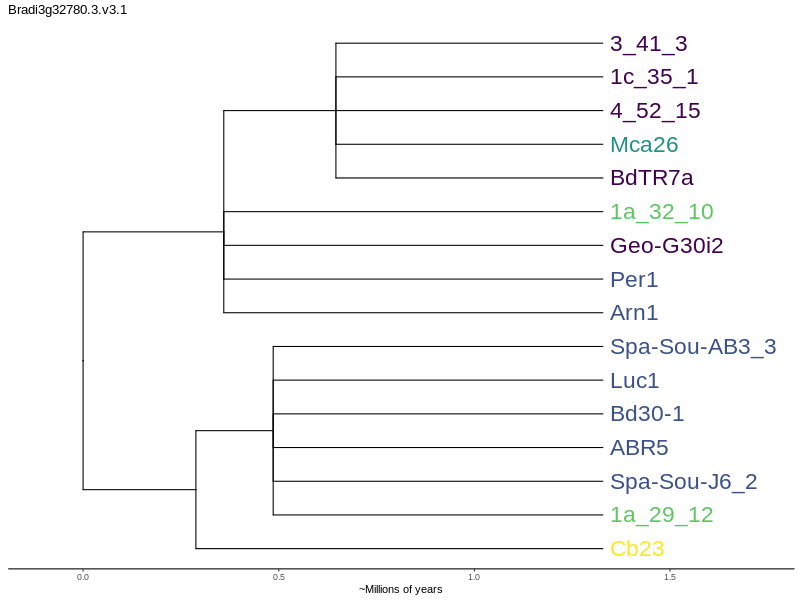 Bradi3g32780.3.v3.1
3_41_3
1c_35_1
4_52_15
Mca26
BdTR7a
1a_32_10
Geo-G30i2
Per1
Arn1
Spa-Sou-AB3_3
Luc1
Bd30-1
ABR5
Spa-Sou-J6_2
1a_29_12
Cb23
0.0 0.5 1.0 1.5
~Millions of years